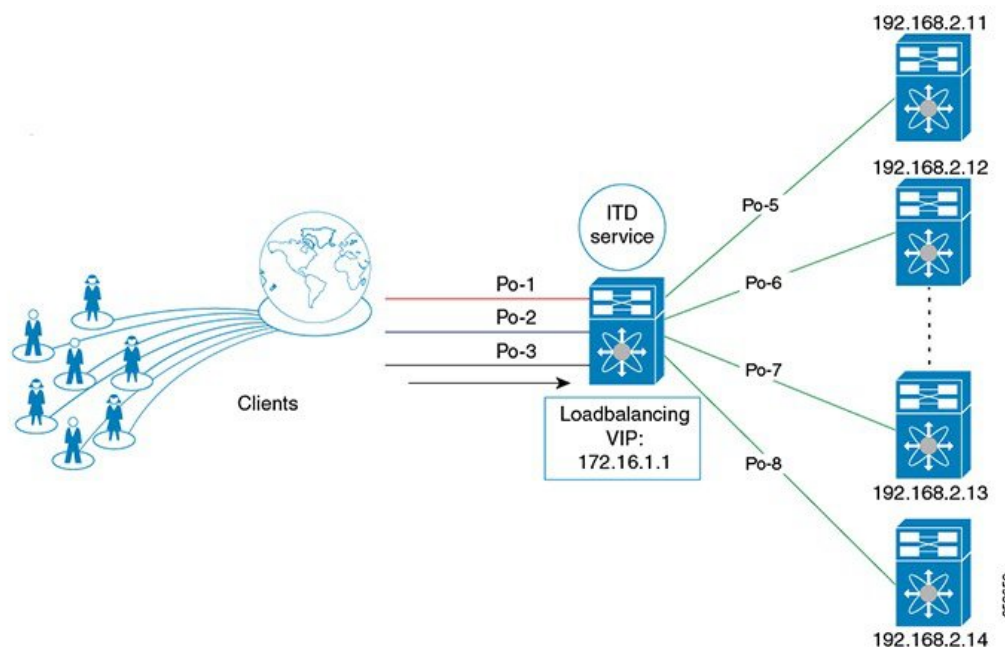 192.168.2.11
192.168.2.12
ITD
service
Po-5
Po-1
Po-6
Po-2
Po-3
Po-7
Clients
Loadbalancing
VIP:
172.16.1.1
Po-8
192.168.2.13
192.168.2.14